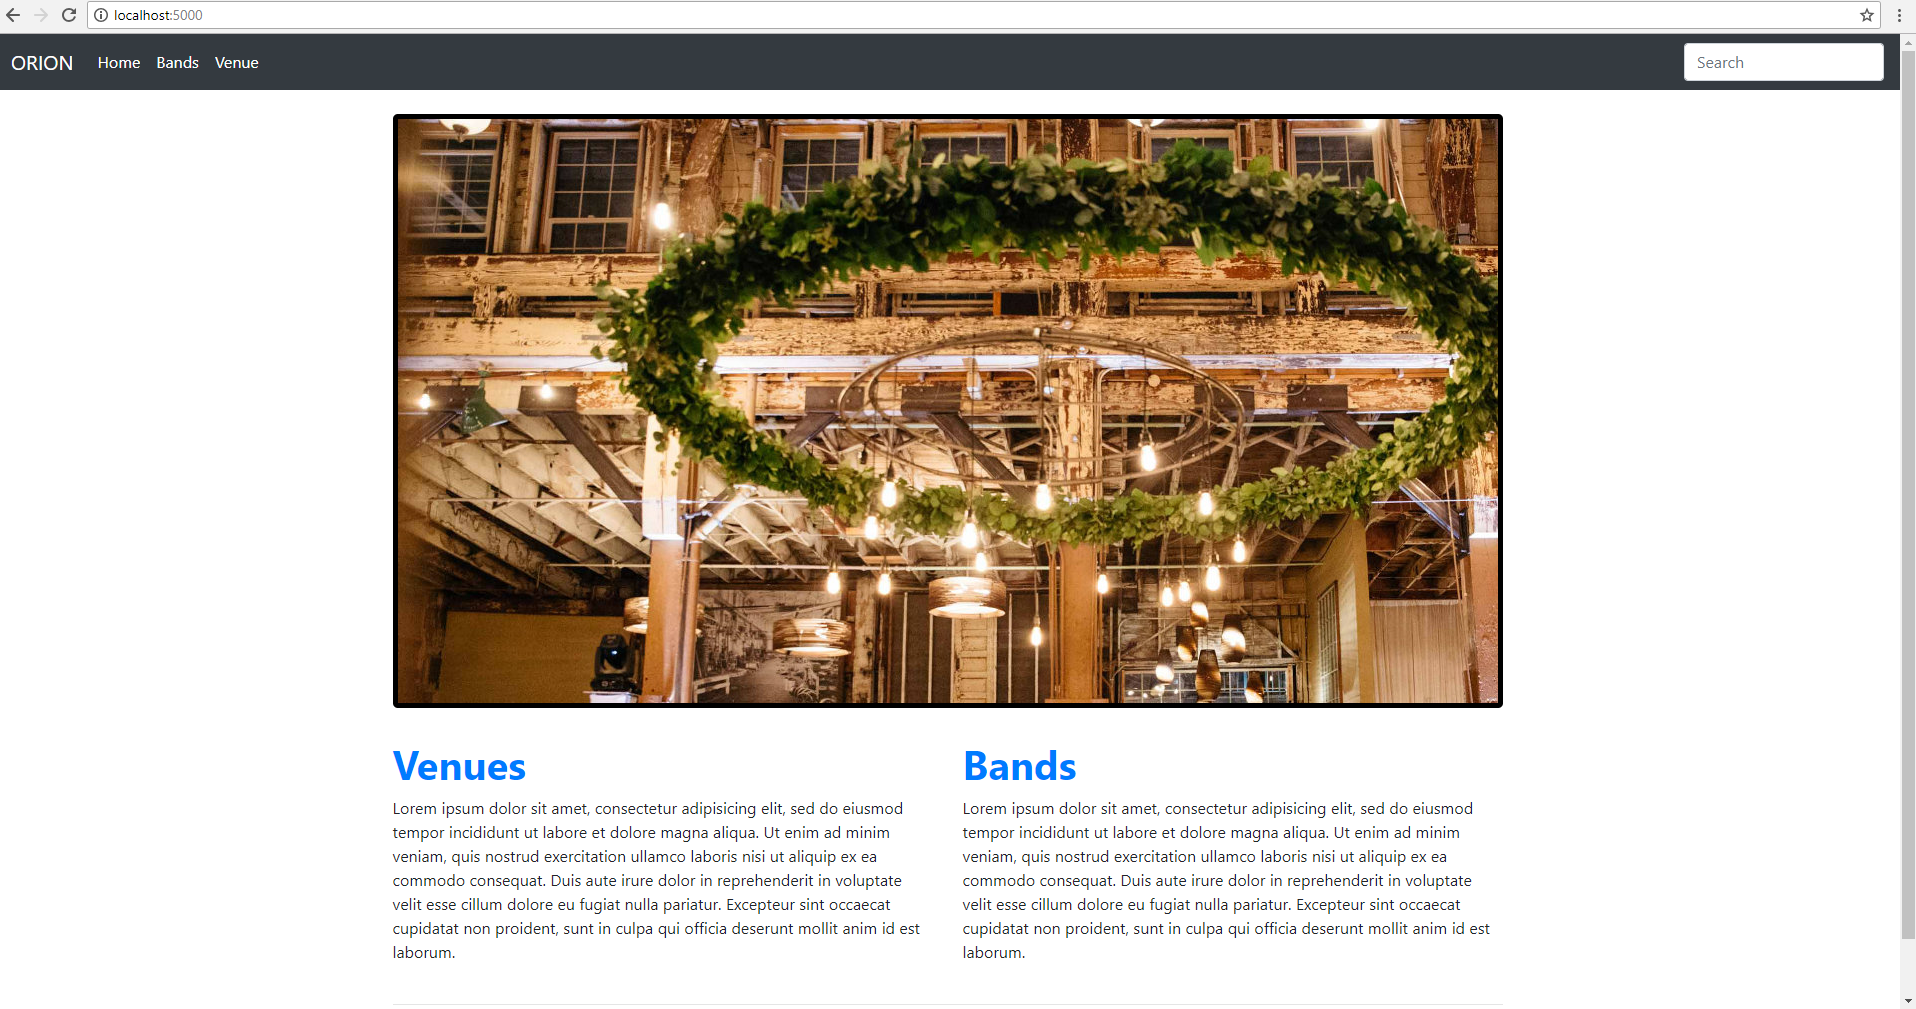 localhost:5000
ORION Home Bands Venue Search
Venues
Lorem ipsum dolor sit amet, consectetur adipisicing elit, sed do eiusmod
tempor incididunt ut labore et dolore magna aliqua. Ut enim ad minim
veniam, quis nostrud exercitation ullamco laboris nisi ut aliquip ex ea
commodo consequat. Duis aute irure dolor in reprehenderit in voluptate
velit esse cillum dolore eu fugiat nulla pariatur. Excepteur sint occaecat
cupidatat non proident, sunt in culpa qui officia deserunt mollit anim id est
laborum.
Bands
Lorem ipsum dolor sit amet, consectetur adipisicing elit, sed do eiusmod
tempor incididunt ut labore et dolore magna aliqua. Ut enim ad minim
veniam, quis nostrud exercitation ullamco laboris nisi ut aliquip ex ea
commodo consequat. Duis aute irure dolor in reprehenderit in voluptate
velit esse cillum dolore eu fugiat nulla pariatur. Excepteur sint occaecat
cupidatat non proident, sunt in culpa qui officia deserunt mollit anim id est
laborum.